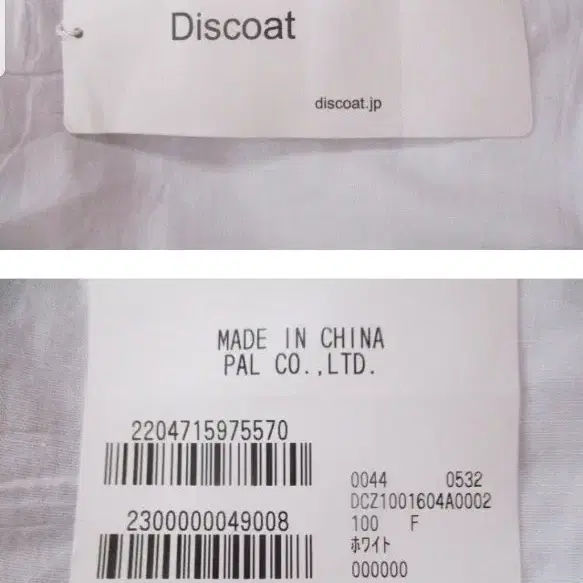 Discoat
discoat.jp
MADE IN CHINA
PAL CO.,LTD.
2204715975570
0044 0532
DCZ1001604A0002
2300000049008
100 F
ﾎﾜｲﾄ
000000